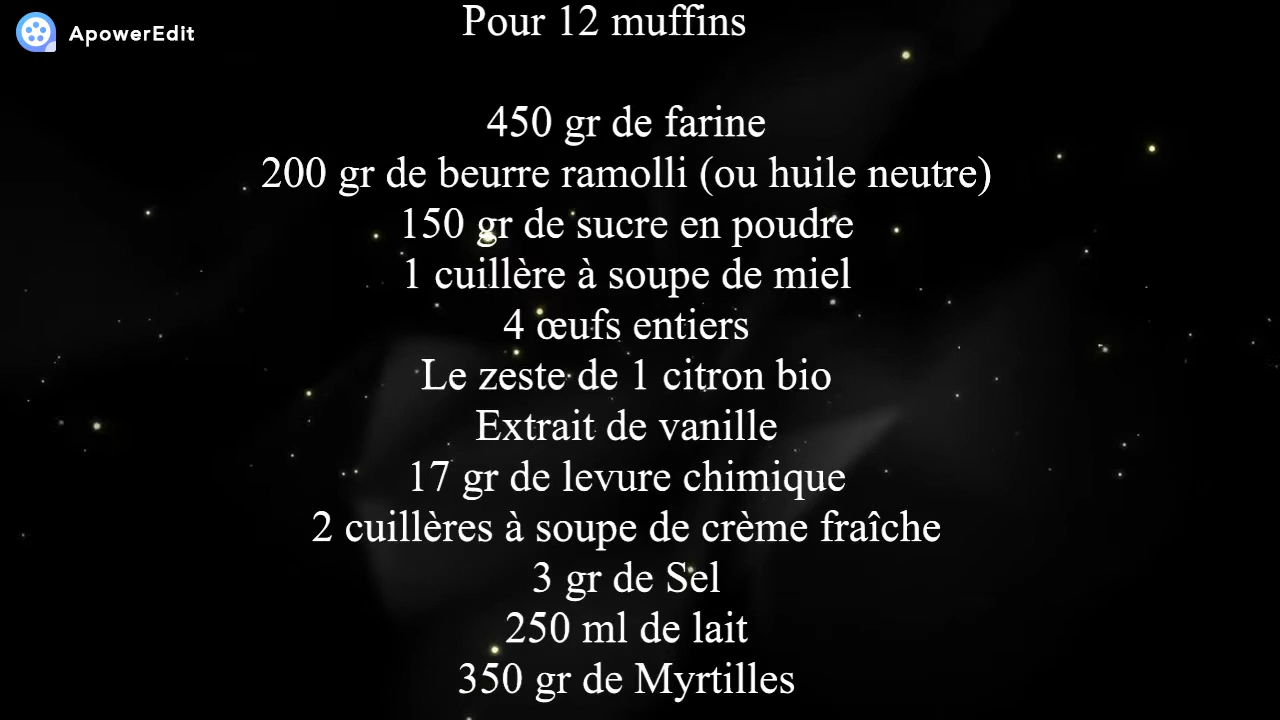 ApowerEdit
Pour 12 muffins
450 gr de farine
200 gr de beurre ramolli (ou huile neutre)
150 gr de sucre en poudre
1 cuillère à soupe de miel
4 œufs entiers
Le zeste de 1 citron bio
Extrait de vanille
17 gr de levure chimique
2 cuillères à soupe de crème fraîche
3 gr de Sel
250 ml de lait
350 gr de Myrtilles